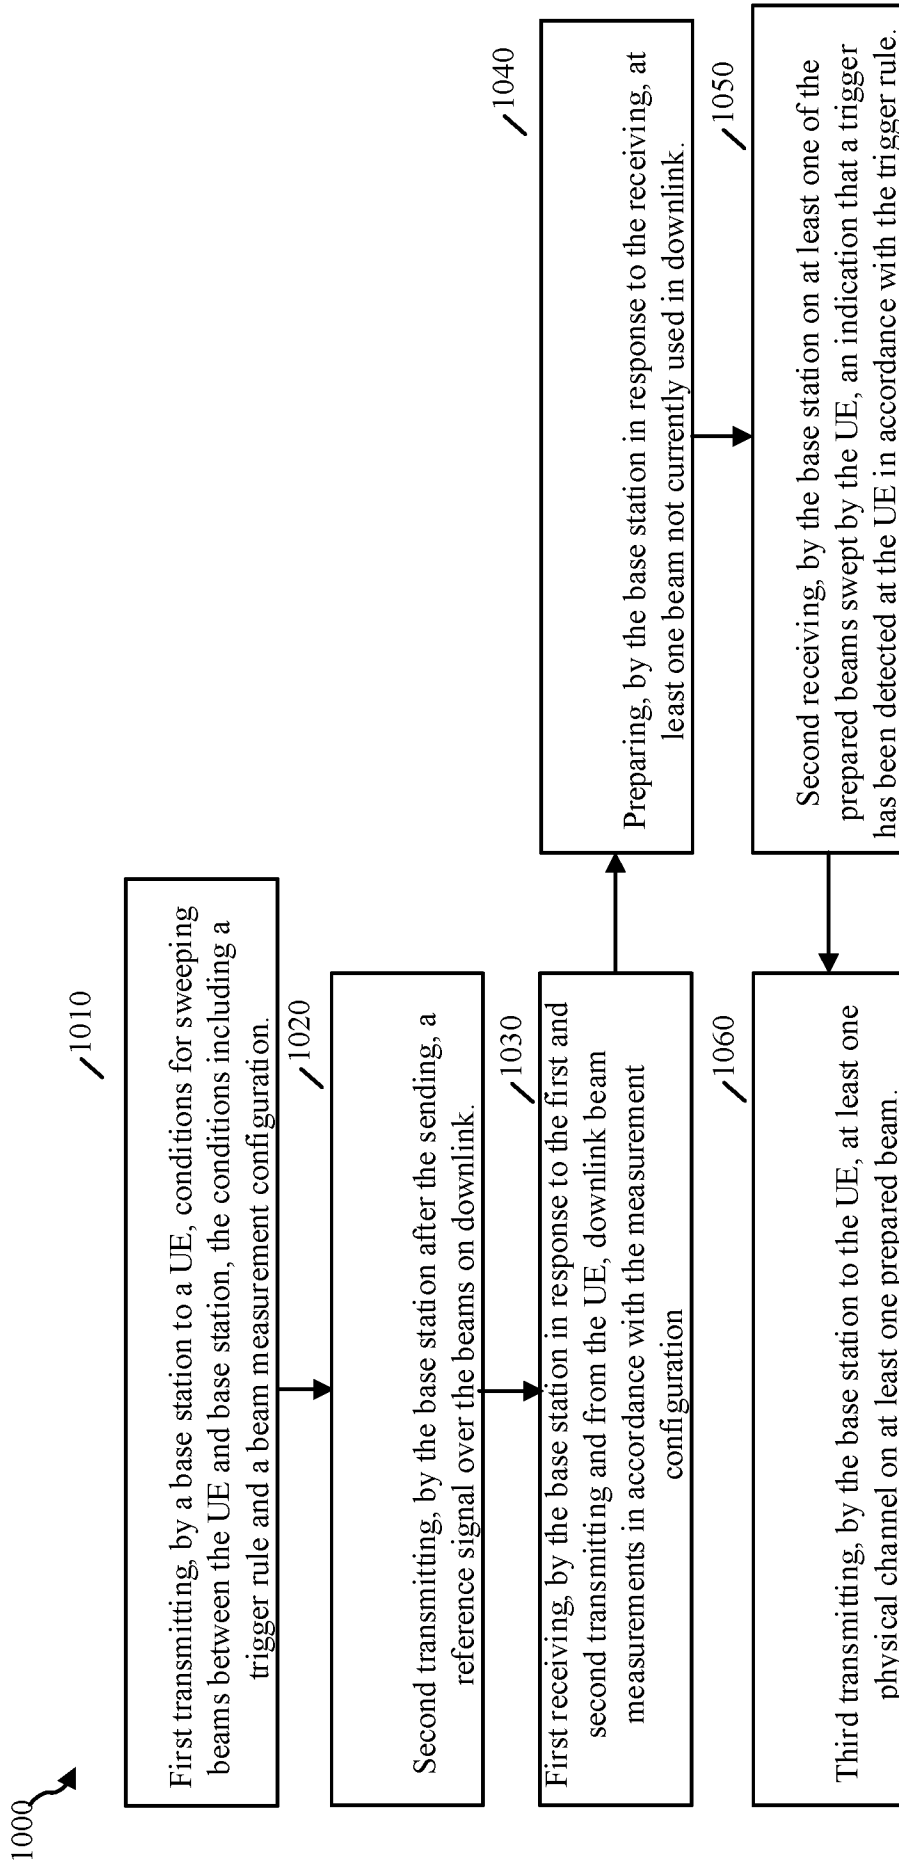 1000
1010
First transmitting, by a base station to a UE, conditions for sweeping
beams between the UE and base station, the conditions including a
trigger rule and a beam measurement configuration.
1020
Second transmitting, by the base station after the sending, a
reference signal over the beams on downlink.
1030
First receiving, by the base station in response to the first and
second transmitting and from the UE, downlink beam
measurements in accordance with the measurement
configuration
1040
Preparing, by the base station in response to the receiving, at
least one beam not currently used in downlink.
1050
Second receiving, by the base station on at least one of the
prepared beams swept by the UE, an indication that a trigger
has been detected at the UE in accordance with the trigger rule.
1060
Third transmitting, by the base station to the UE, at least one
physical channel on at least one prepared beam.